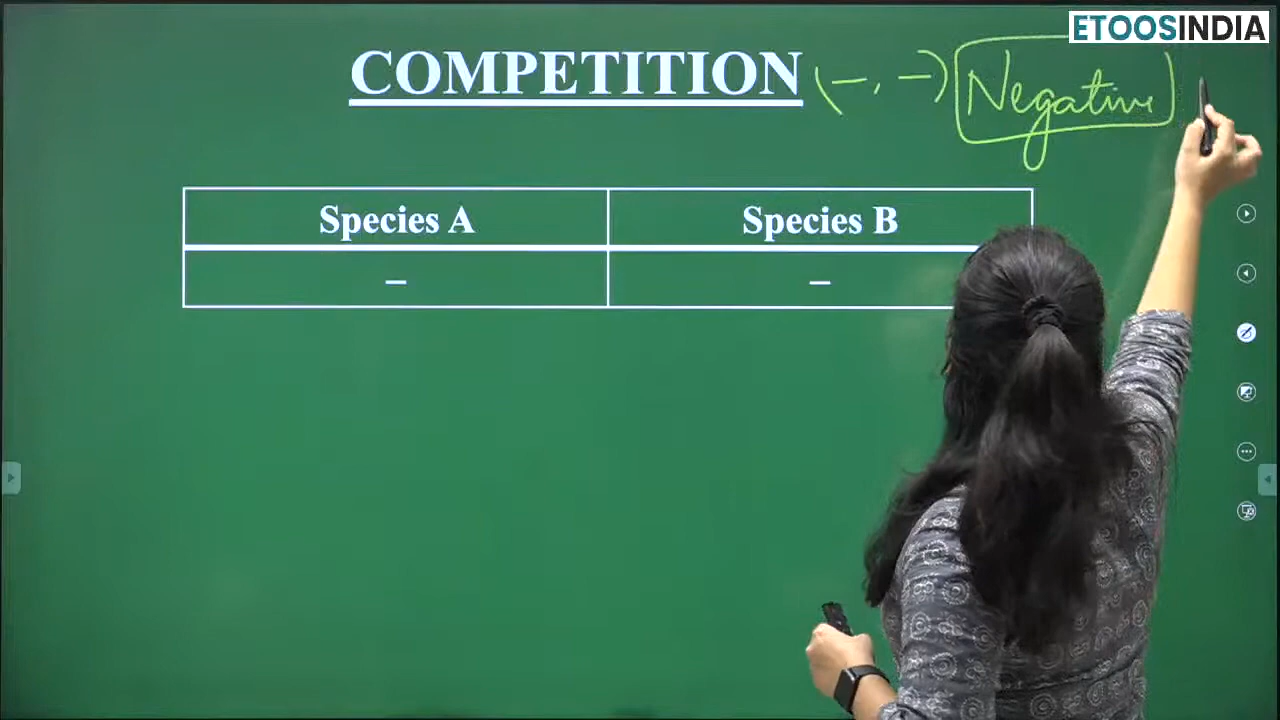 ETOOSINDIA
COMPETITION (-, -) Negative
Species A Species B
– –